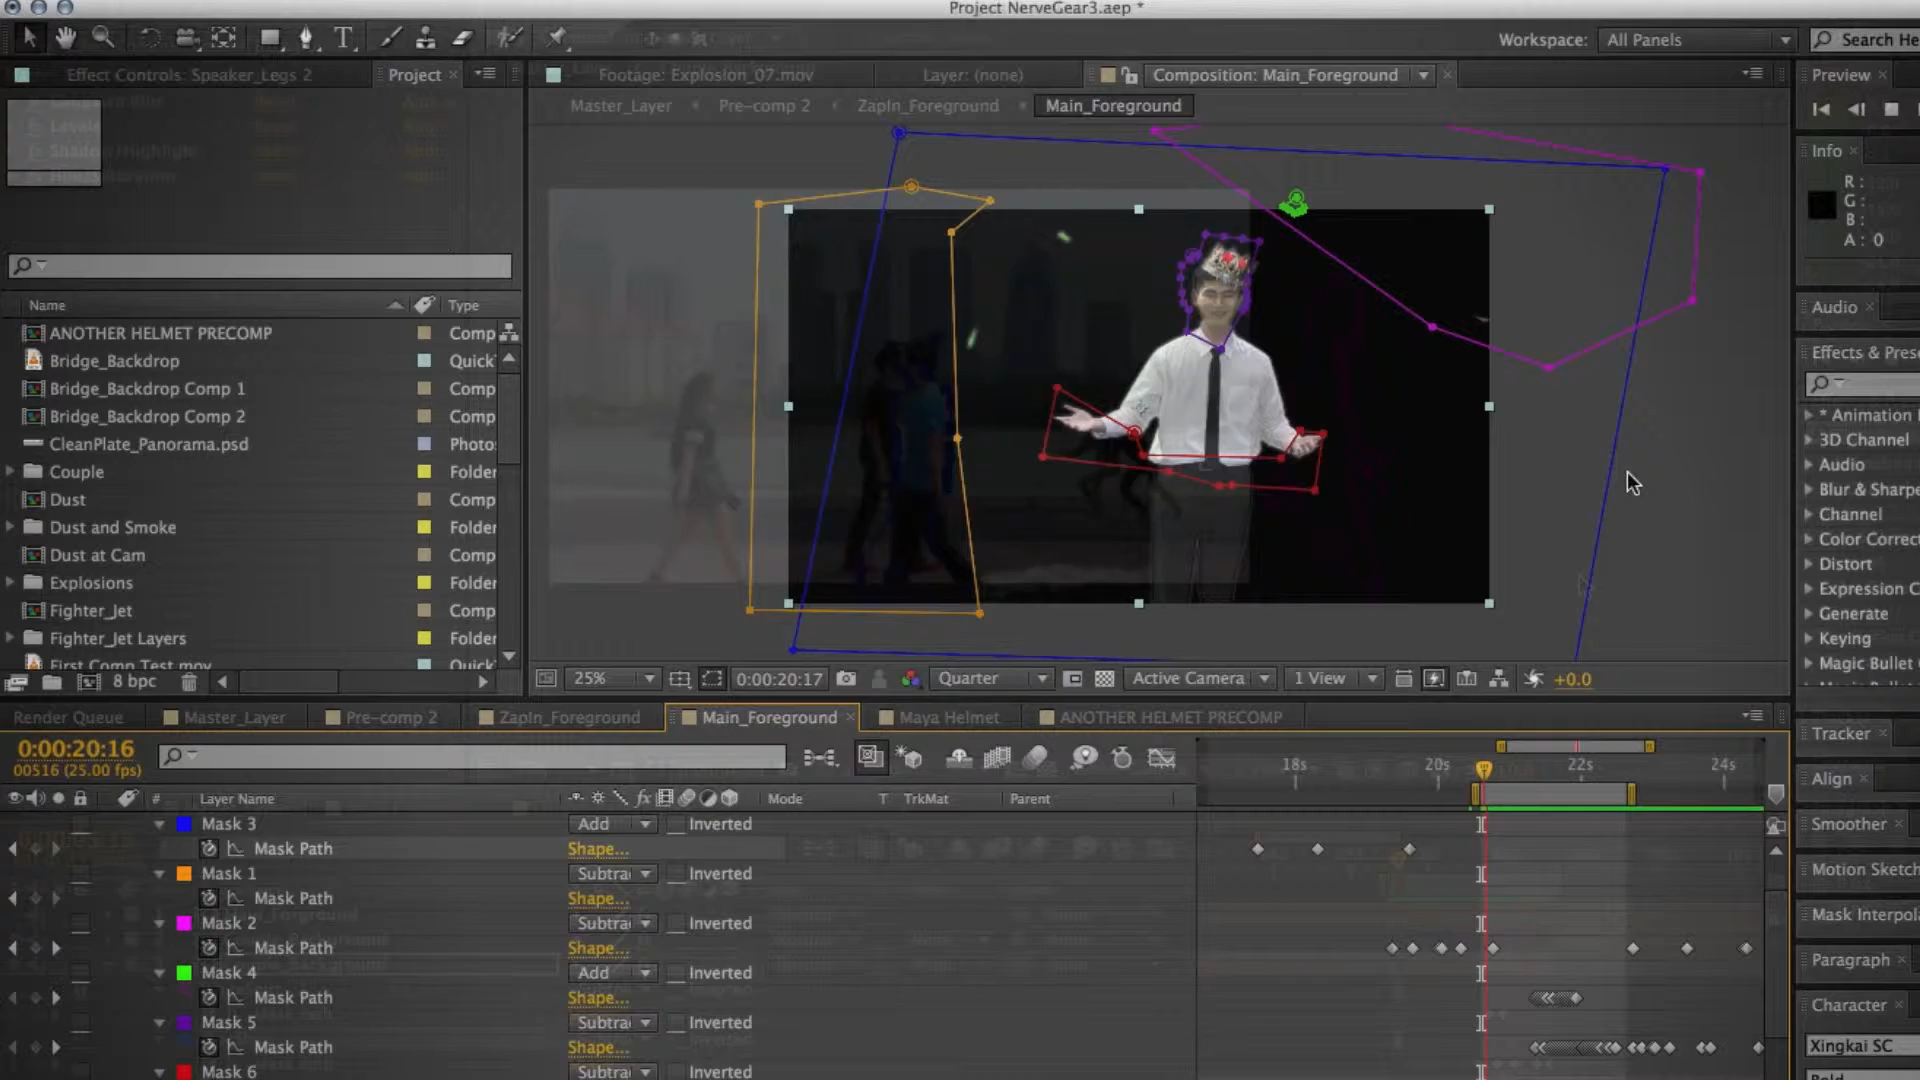 Project NerveGear3.aep *
Workspace: All Panels
Search He
Effect Controls: Speaker_Legs 2
Project
Footage: Explosion_07.mov
Layer: (none)
Composition: Main_Foreground
Preview
Master_Layer
Pre-comp 2
ZapIn_Foreground
Main_Foreground
Info
R :
G :
B :
A : 0
Name
Type
Audio
ANOTHER HELMET PRECOMP
Comp
Bridge_Backdrop
Quick
Effects & Prese
Bridge_Backdrop Comp 1
Comp
Bridge_Backdrop Comp 2
Comp
* Animation
CleanPlate_Panorama.psd
Photo
3D Channel
Couple
Folder
Audio
Dust
Comp
Blur & Sharpe
Dust and Smoke
Folder
Channel
Dust at Cam
Comp
Color Correct
Distort
Explosions
Folder
Expression C
Fighter_Jet
Comp
Generate
Fighter_Jet Layers
Folder
Keying
First Comp Test.mov
Quick
Magic Bullet
8 bpc
25%
0:00:20:17
Quarter
Active Camera
1 View
+0.0
Render Queue
Master_Layer
Pre-comp 2
ZapIn_Foreground
Main_Foreground
Maya Helmet
ANOTHER HELMET PRECOMP
Tracker
0:00:20:16
00516 (25.00 fps)
18s
20s
22s
24s
Align
# Layer Name
Mode
T TrkMat
Parent
Smoother
Mask 3
Add
Inverted
Mask Path
Shape...
Motion Sketch
Mask 1
Subtra
Inverted
Mask Path
Shape...
Mask Interpola
Mask 2
Subtra
Inverted
Mask Path
Shape...
Paragraph
Mask 4
Add
Inverted
Mask Path
Shape...
Character
Mask 5
Subtra
Inverted
Mask Path
Shape...
Xingkai SC
Mask 6
Subtra
Inverted